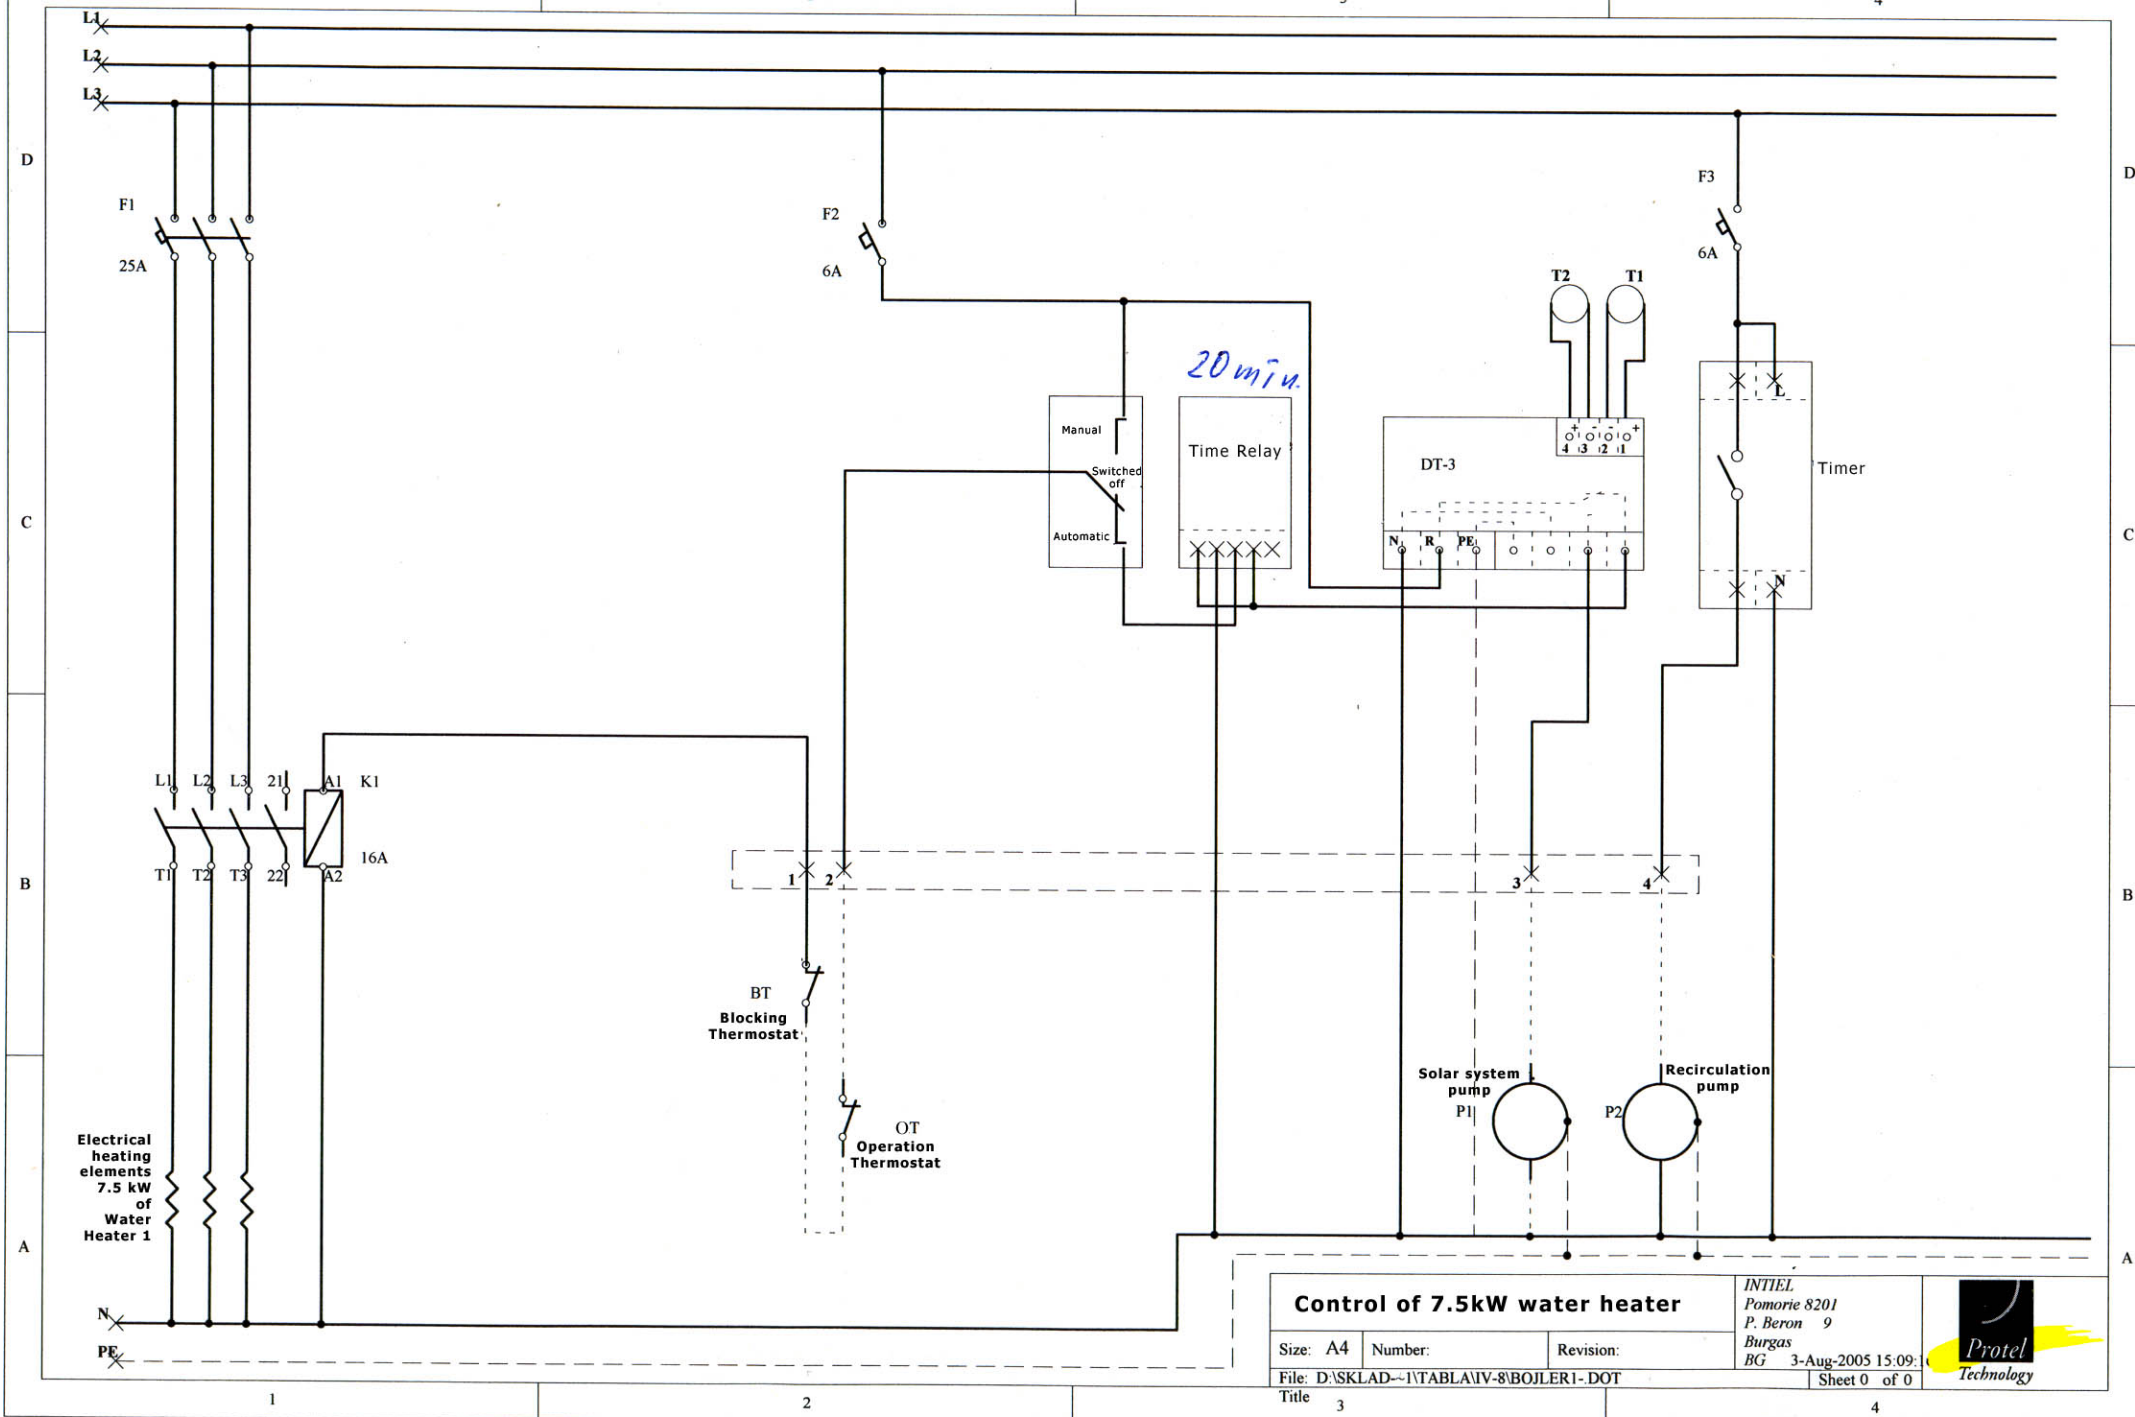 3
4
L1
L2
L3
D
D
F1
25A
F2
6A
F3
6A
T2
T1
20 min.
Manual
Switched
off
Automatic
Time Relay
DT-3
+ - - +
4 3 2 1
N R PE
L
Timer
N
C
C
L1 L2 L3 21 A1 K1
16A
T1 T2 T3 22 A2
1 2
3
4
B
B
BT
Blocking
Thermostat
OT
Operation
Thermostat
Solar system
pump
P1
Recirculation
pump
P2
Electrical
heating
elements
7.5 kW
of
Water
Heater 1
A
A
N
PE
Control of 7.5kW water heater
INTIEL
Pomorie 8201
P. Beron 9
Burgas
BG 3-Aug-2005 15:09:1
Size: A4 Number: Revision:
File: D:\SKLAD-~1\TABLA\IV-8\BOJLER1-.DOT
Sheet 0 of 0
Title
Protel
Technology
1
2
3
4